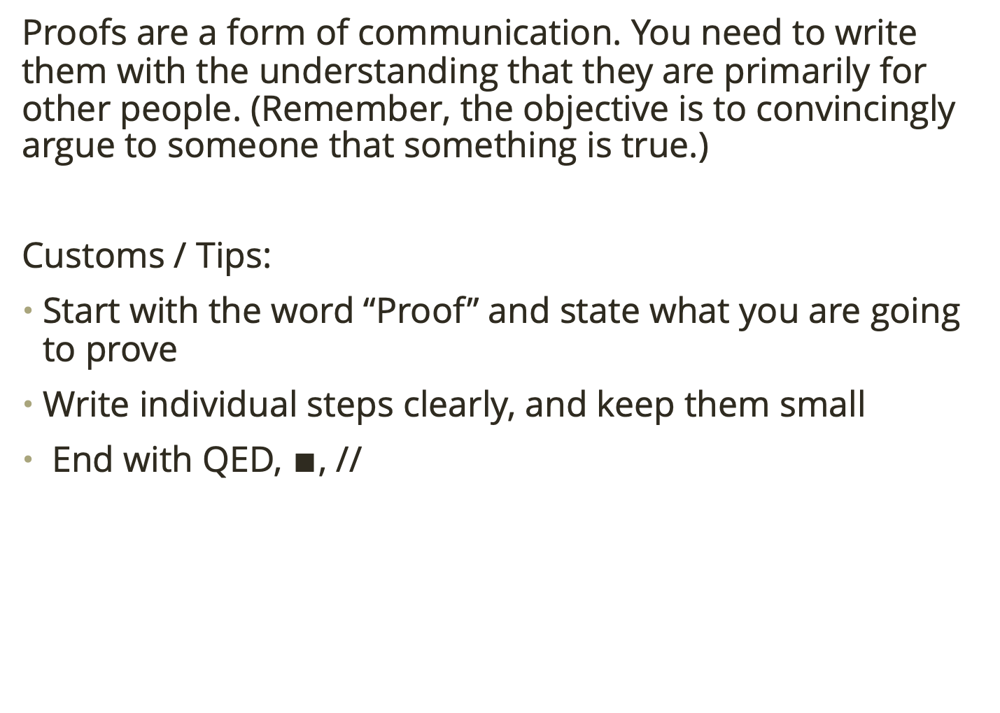 Proofs are a form of communication. You need to write
them with the understanding that they are primarily for
other people. (Remember, the objective is to convincingly
argue to someone that something is true.)
Customs / Tips:
• Start with the word “Proof” and state what you are going
to prove
• Write individual steps clearly, and keep them small
• End with QED, ■, //